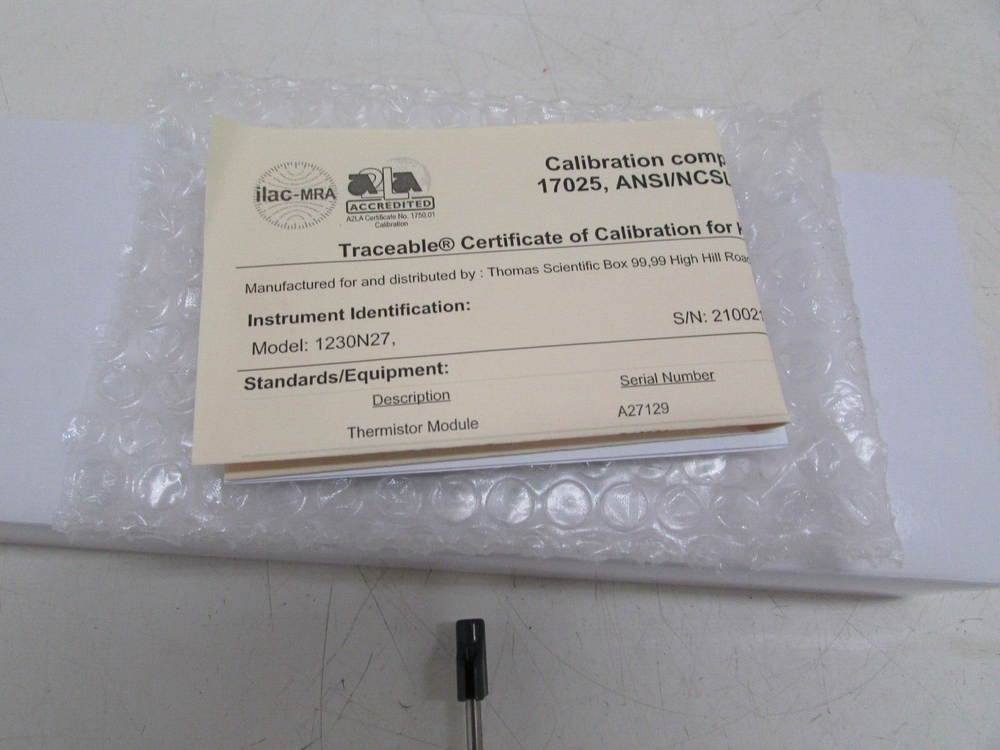 ilac-MRA
a2la
ACCREDITED
A2LA Certificate No. 1750.01
Calibration
Calibration comp
17025, ANSI/NCSL
Traceable® Certificate of Calibration for
Manufactured for and distributed by : Thomas Scientific Box 99,99 High Hill Road
Instrument Identification:
Model: 1230N27,
S/N: 210021
Standards/Equipment:
Description
Serial Number
Thermistor Module
A27129